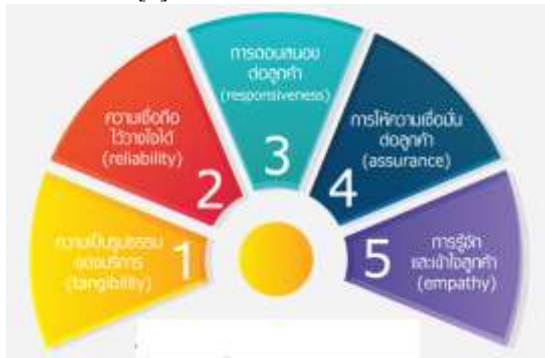 ความเป็นรูปธรรม
ของบริการ
(tangibility)
1
ความเชื่อถือ
ไว้วางใจได้
(reliability)
2
การตอบสนอง
ต่อลูกค้า
(responsiveness)
3
การให้ความเชื่อมั่น
ต่อลูกค้า
(assurance)
4
การรู้จัก
และเข้าใจลูกค้า
(empathy)
5